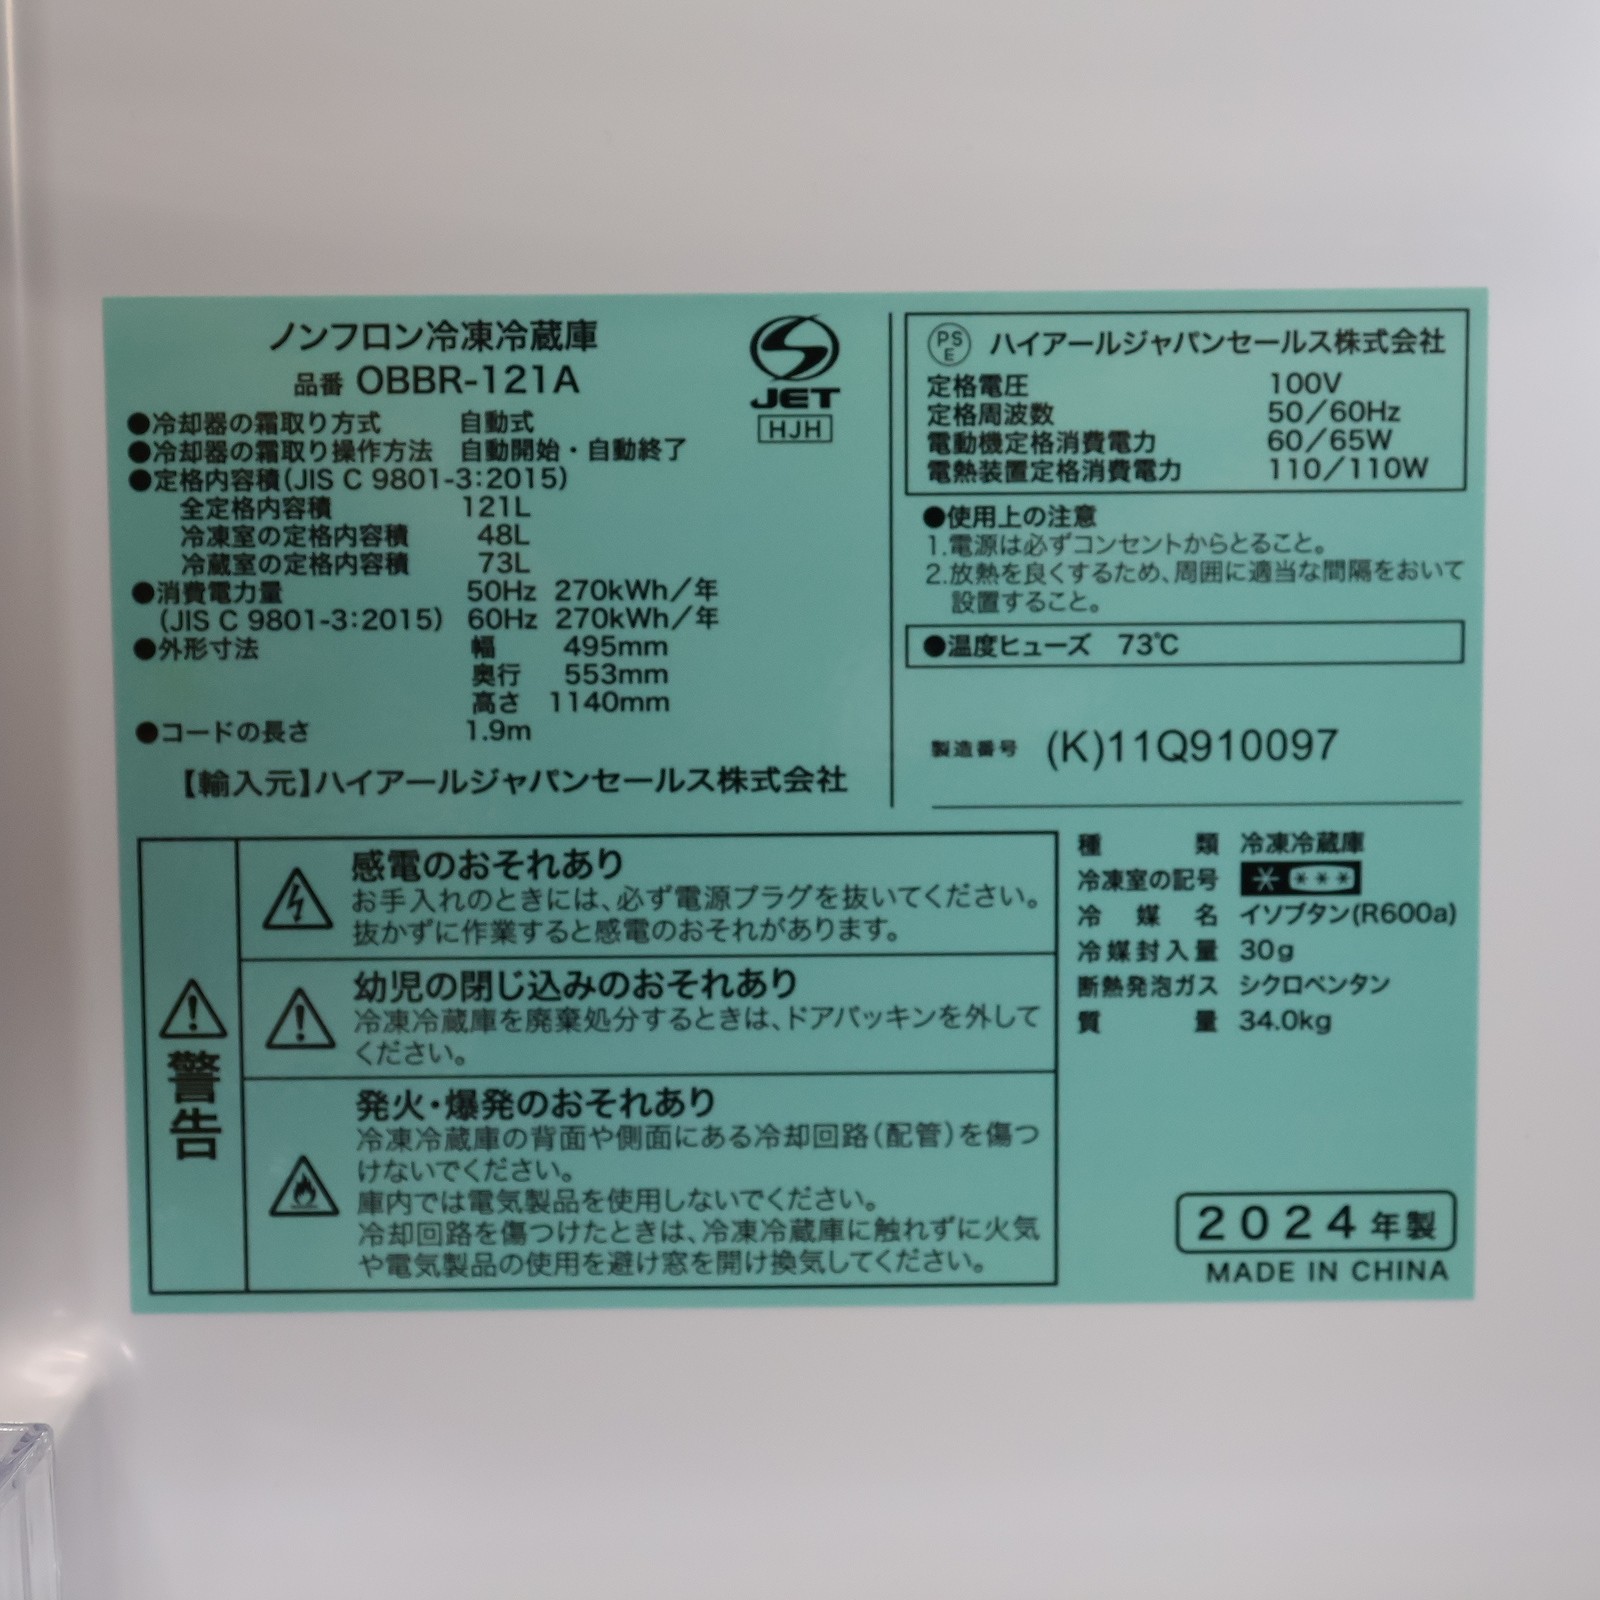 ノンフロン冷凍冷蔵庫
品番 OBBR-121A
●冷却器の霜取り方式 自動式
●冷却器の霜取り操作方法 自動開始・自動終了
●定格内容積(JIS C 9801-3:2015)
全定格内容積 121L
冷凍室の定格内容積 48L
冷蔵室の定格内容積 73L
●消費電力量 50Hz 270kWh/年
(JIS C 9801-3:2015) 60Hz 270kWh/年
●外形寸法 幅 495mm
奥行 553mm
高さ 1140mm
●コードの長さ 1.9m
【輸入元】ハイアールジャパンセールス株式会社
JET
HJH
PS
E
ハイアールジャパンセールス株式会社
定格電圧 100V
定格周波数 50/60Hz
電動機定格消費電力 60/65W
電熱装置定格消費電力 110/110W
●使用上の注意
1.電源は必ずコンセントからとること。
2.放熱を良くするため、周囲に適当な間隔をおいて
設置すること。
●温度ヒューズ 73℃
製造番号 (K)11Q910097
警告
感電のおそれあり
お手入れのときには、必ず電源プラグを抜いてください。
抜かずに作業すると感電のおそれがあります。
幼児の閉じ込みのおそれあり
冷凍冷蔵庫を廃棄処分するときは、ドアパッキンを外して
ください。
発火・爆発のおそれあり
冷凍冷蔵庫の背面や側面にある冷却回路(配管)を傷つ
けないでください。
庫内では電気製品を使用しないでください。
冷却回路を傷つけたときは、冷凍冷蔵庫に触れずに火気
や電気製品の使用を避け窓を開け換気してください。
種類 冷凍冷蔵庫
冷凍室の記号
冷媒名 イソブタン(R600a)
冷媒封入量 30g
断熱発泡ガス シクロペンタン
質量 34.0kg
2024年製
MADE IN CHINA